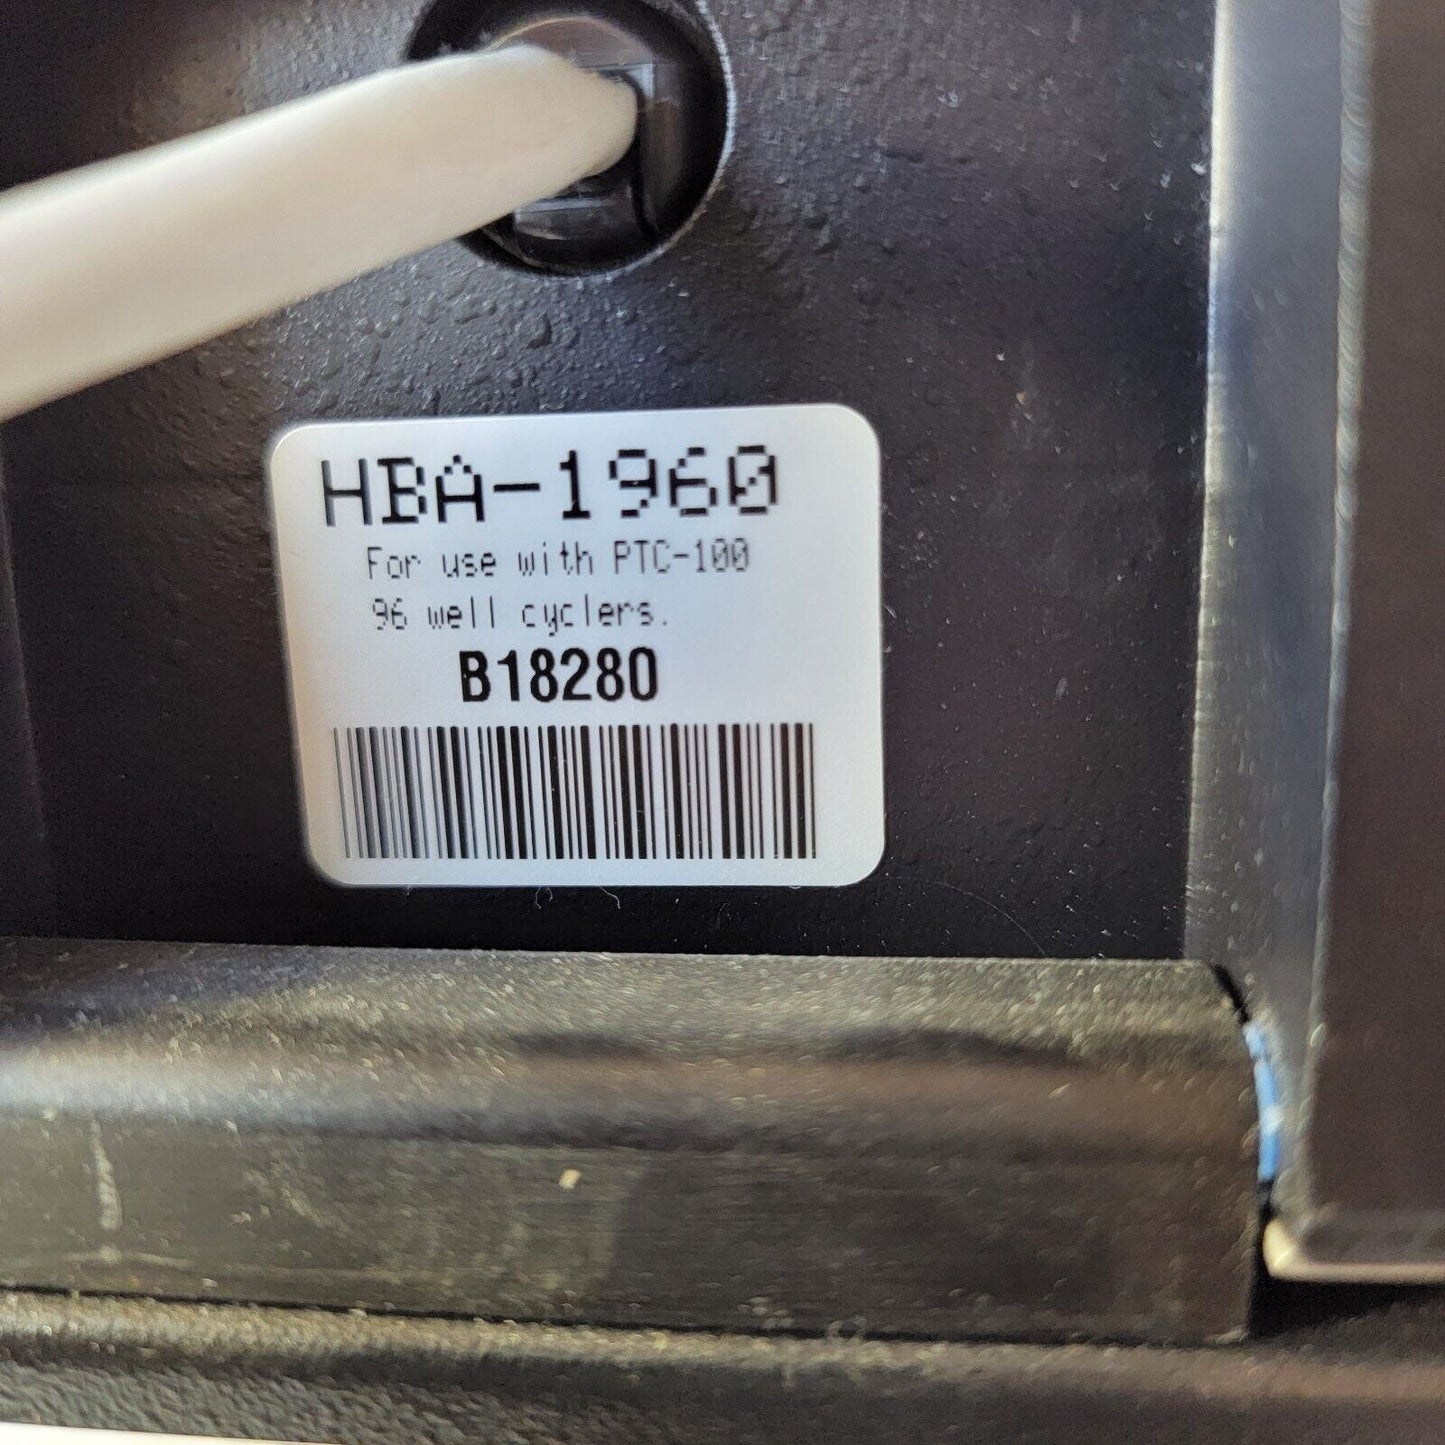 HBA-1960
For use with PTC-100
96 well cyclers.
B18280